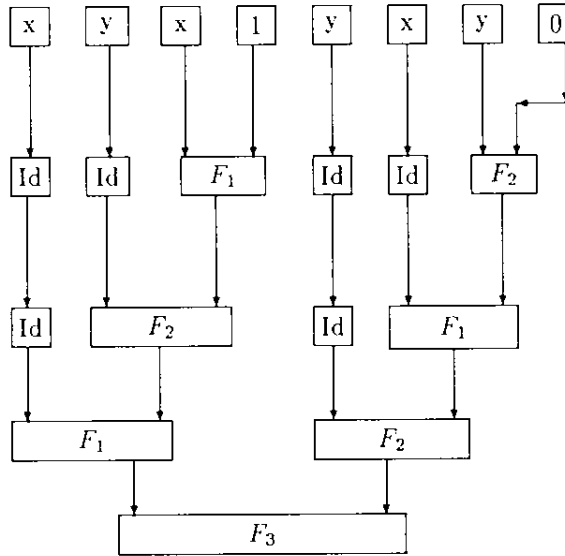 x y x 1 y x y 0
Id Id F₁ Id Id F₂
Id F₂ Id F₁
F₁ F₂
F₃